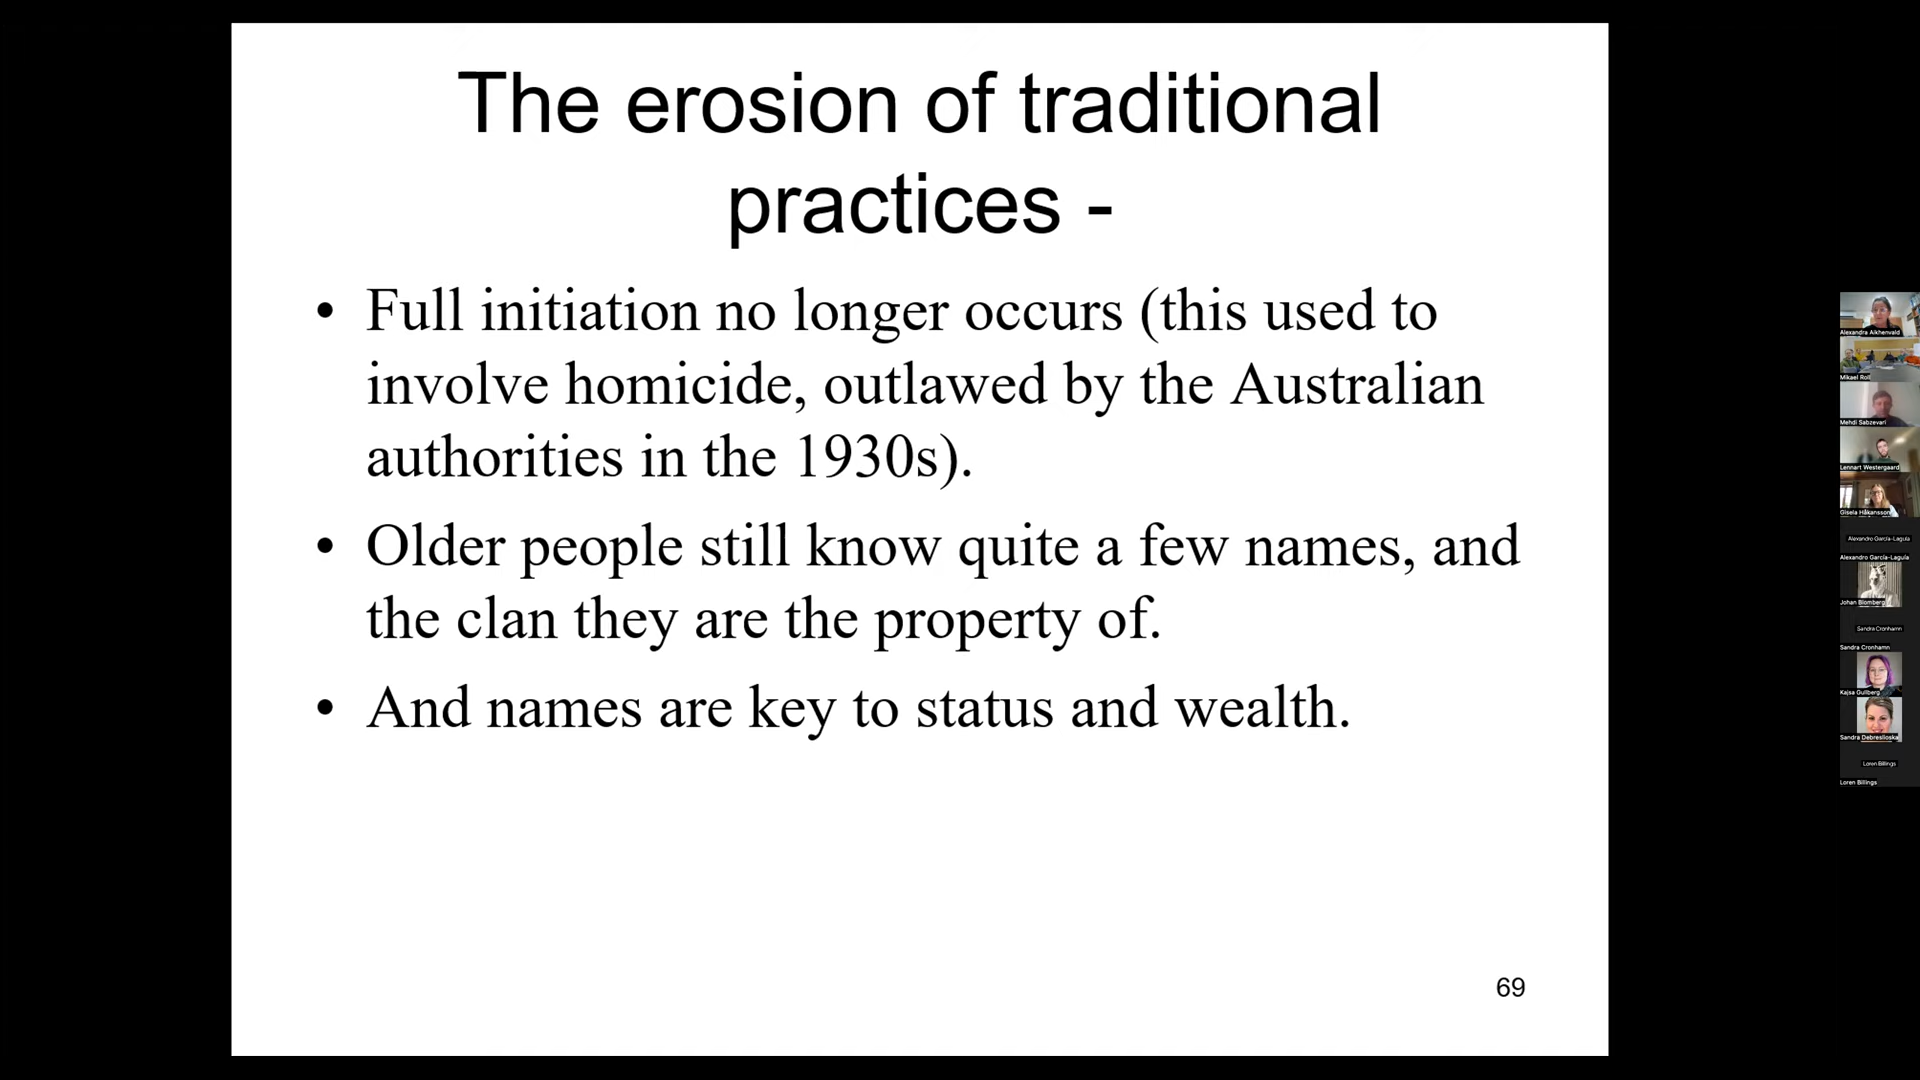 The erosion of traditional
practices -
• Full initiation no longer occurs (this used to
involve homicide, outlawed by the Australian
authorities in the 1930s).
• Older people still know quite a few names, and
the clan they are the property of.
• And names are key to status and wealth.
69
Alexandra Aikhenvald
Mikael Roll
Mehdi Sabzevari
Lennart Westergaard
Gisela Håkansson
Alexandro García-Laguía
Alexandro García-Laguía
Johan Blomberg
Sandra Cronhamn
Sandra Cronhamn
Kajsa Gullberg
Sandra Debreslioska
Loren Billings
Loren Billings